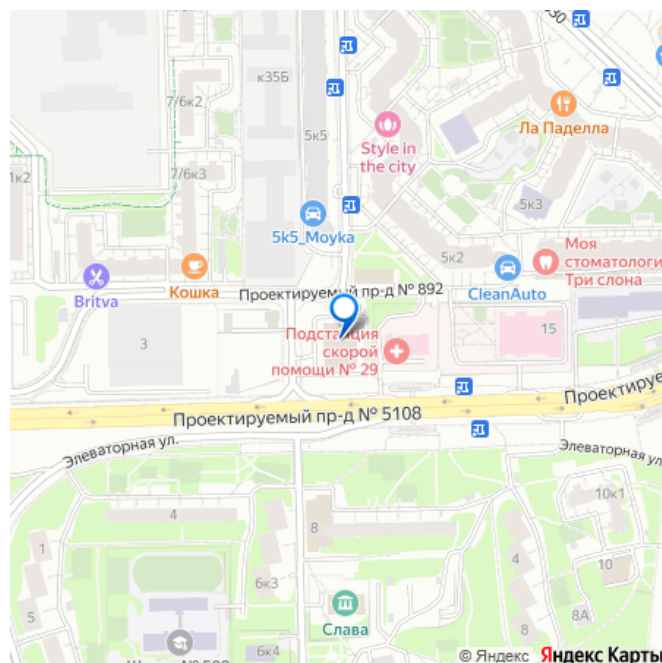 к35Б
7/6к2
5к5
Style in
the city
Ла Паделла
1к2
7/6к3
5к3
5k5_Moyka
5к2
Моя
стоматологи
Три слона
Britva
Кошка
Проектируемый пр-д № 892
CleanAuto
3
15
Подстанция
скорой
помощи № 29
Проектируе
Проектируемый пр-д № 5108
Элеваторная ул.
Элеваторная ул.
4
8
10к1
1
4
10
6к3
5
8
8А
Слава
6к4
© Яндекс Яндекс Карты